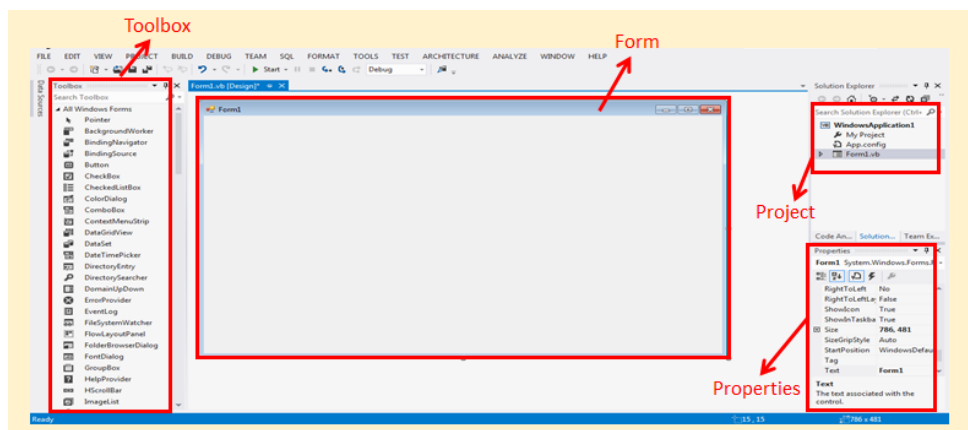 Toolbox
Form
FILE EDIT VIEW PROJECT BUILD DEBUG TEAM SQL FORMAT TOOLS TEST ARCHITECTURE ANALYZE WINDOW HELP
Start Debug
Data Sources
Toolbox
Search Toolbox
All Windows Forms
Pointer
BackgroundWorker
BindingNavigator
BindingSource
Button
CheckBox
CheckedListBox
ColorDialog
ComboBox
ContextMenuStrip
DataGridView
DataSet
DateTimePicker
DirectoryEntry
DirectorySearcher
DomainUpDown
ErrorProvider
EventLog
FileSystemWatcher
FlowLayoutPanel
FolderBrowserDialog
FontDialog
GroupBox
HelpProvider
HScrollBar
ImageList
Form1.vb [Design]*
Form1
Solution Explorer
Search Solution Explorer (Ctrl+
WindowsApplication1
My Project
App.config
Form1.vb
Project
Code An... Solution... Team Ex...
Properties
Form1 System.Windows.Forms.
RightToLeft No
RightToLeftLa False
ShowIcon True
ShowInTaskba True
Size 786, 481
SizeGripStyle Auto
StartPosition WindowsDefau
Tag
Text Form1
Text
The text associated with the
control.
Properties
Ready 15, 15 786 x 481